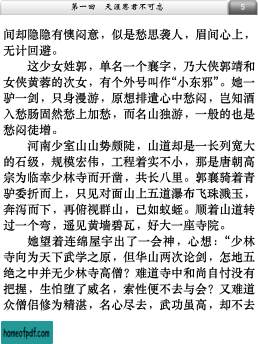 第一回　天涯思君不可忘
5
间却隐隐有懊闷意，似是愁思袭人，眉间心上，
无计回避。
这少女姓郭，单名一个襄字，乃大侠郭靖和
女侠黄蓉的次女，有个外号叫作“小东邪”。她一
驴一剑，只身漫游，原想排遣心中愁闷，岂知酒
入愁肠固然愁上加愁，而名山独游，一般的也是
愁闷徒增。
河南少室山山势颇陡，山道却是一长列宽大
的石级，规模宏伟，工程着实不小，那是唐朝高
宗为临幸少林寺而开凿，共长八里。郭襄骑着青
驴委折而上，只见对面山上五道瀑布飞珠溅玉，
奔泻而下，再俯视群山，已如蚁蛭。顺着山道转
过一个弯，遥见黄墙碧瓦，好大一座寺院。
她望着连绵屋宇出了一会神，心想：“少林
寺向为天下武学之原，但华山两次论剑，怎地五
绝之中并无少林寺高僧？难道寺中和尚自忖没有
把握，生怕堕了威名，索性便不去与会？又难道
众僧侣修为精湛，名心尽去，武功虽高，却不去
homeofpdf.com